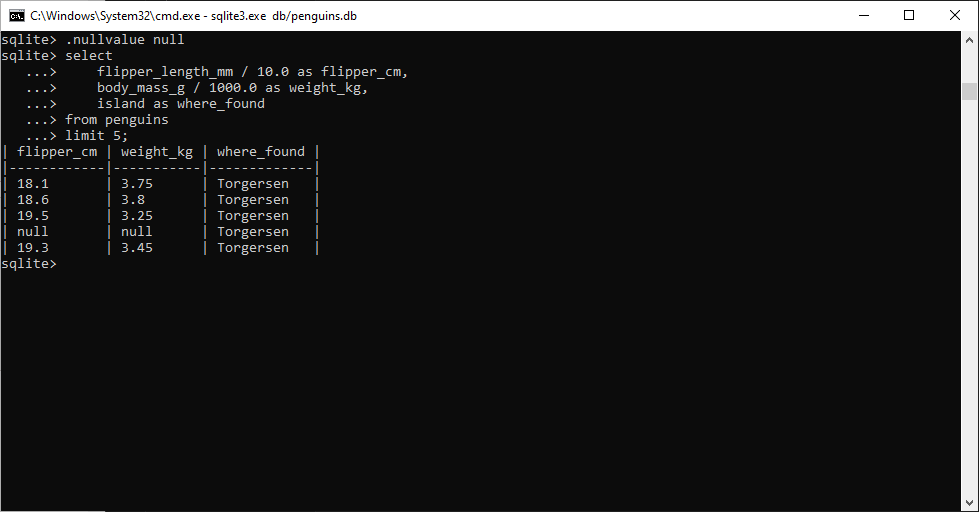 C:\Windows\System32\cmd.exe - sqlite3.exe  db/penguins.db
sqlite> .nullvalue null
sqlite> select
   ...>     flipper_length_mm / 10.0 as flipper_cm,
   ...>     body_mass_g / 1000.0 as weight_kg,
   ...>     island as where_found
   ...> from penguins
   ...> limit 5;
| flipper_cm | weight_kg | where_found |
|------------|-----------|-------------|
| 18.1       | 3.75      | Torgersen   |
| 18.6       | 3.8       | Torgersen   |
| 19.5       | 3.25      | Torgersen   |
| null       | null      | Torgersen   |
| 19.3       | 3.45      | Torgersen   |
sqlite>